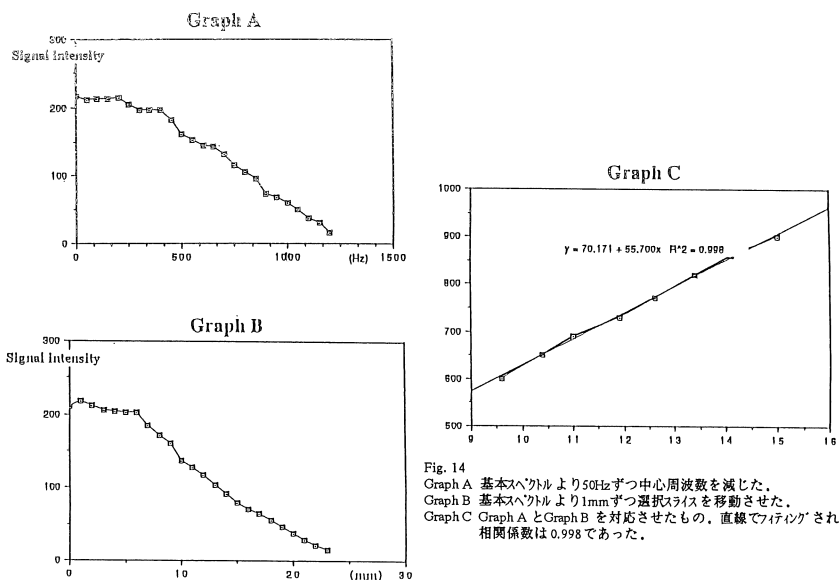 Graph A
Signal Intensity
300
200
100
0
0
500
(Hz)
1000
1500
Graph B
Signal Intensity
300
200
100
0
0
10
20
(mm)
30
Graph C
1000
900
800
700
600
500
y = 70.171 + 55.700x R^2 = 0.998
9
10
11
12
13
14
15
16
Fig. 14
Graph A 基本スペクトルより50Hzずつ中心周波数を減じた.
Graph B 基本スペクトルより1mmずつ選択スライスを移動させた.
Graph C Graph A とGraph B を対応させたもの. 直線でフィティングされ
相関係数は0.998であった.